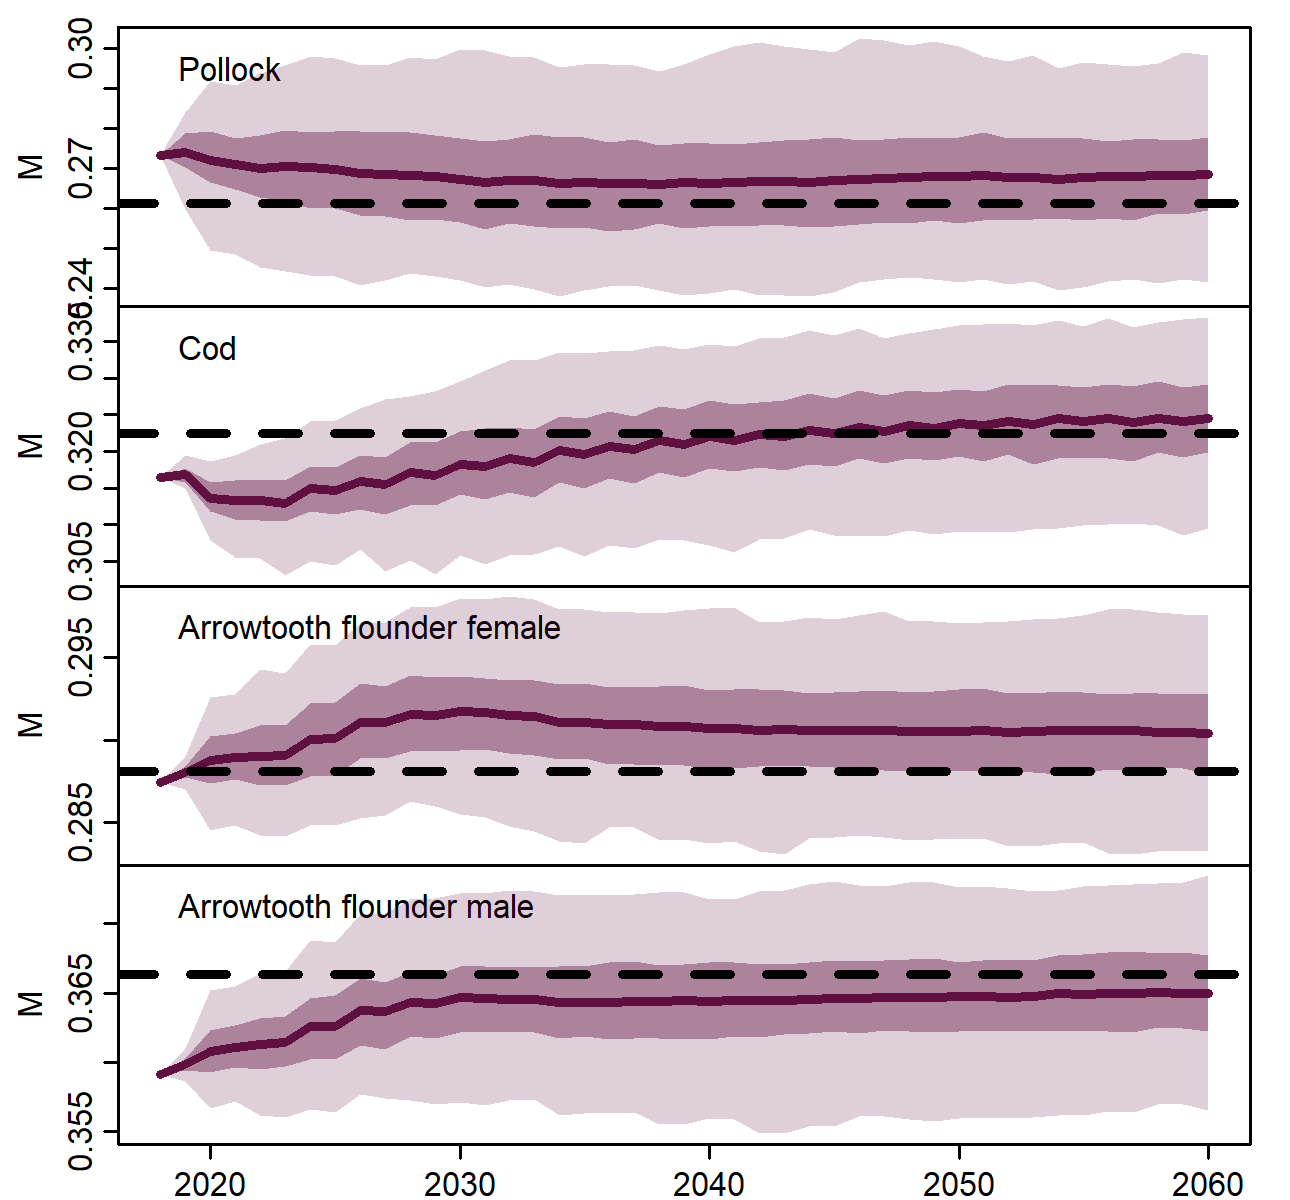 Pollock
M
0.30
0.27
0.24
Cod
M
0.335
0.320
0.305
Arrowtooth flounder female
M
0.295
0.285
Arrowtooth flounder male
M
0.365
0.355
2020 2030 2040 2050 2060